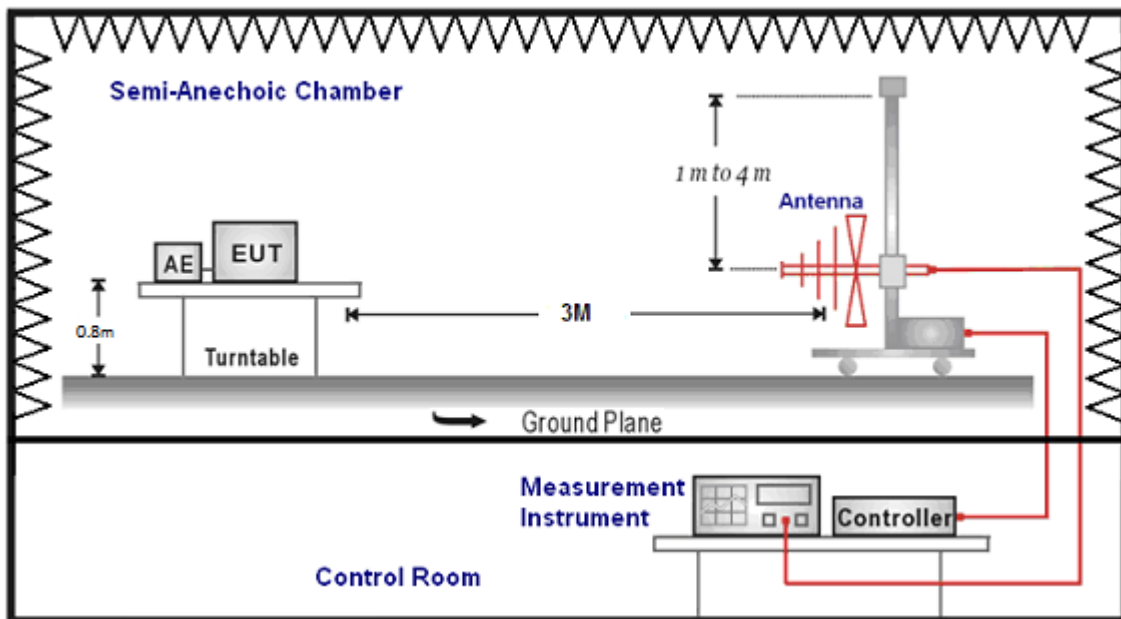 Semi-Anechoic Chamber
1 m to 4 m
Antenna
AE
EUT
0.8m
3M
Turntable
Ground Plane
Measurement
Instrument
Controller
Control Room